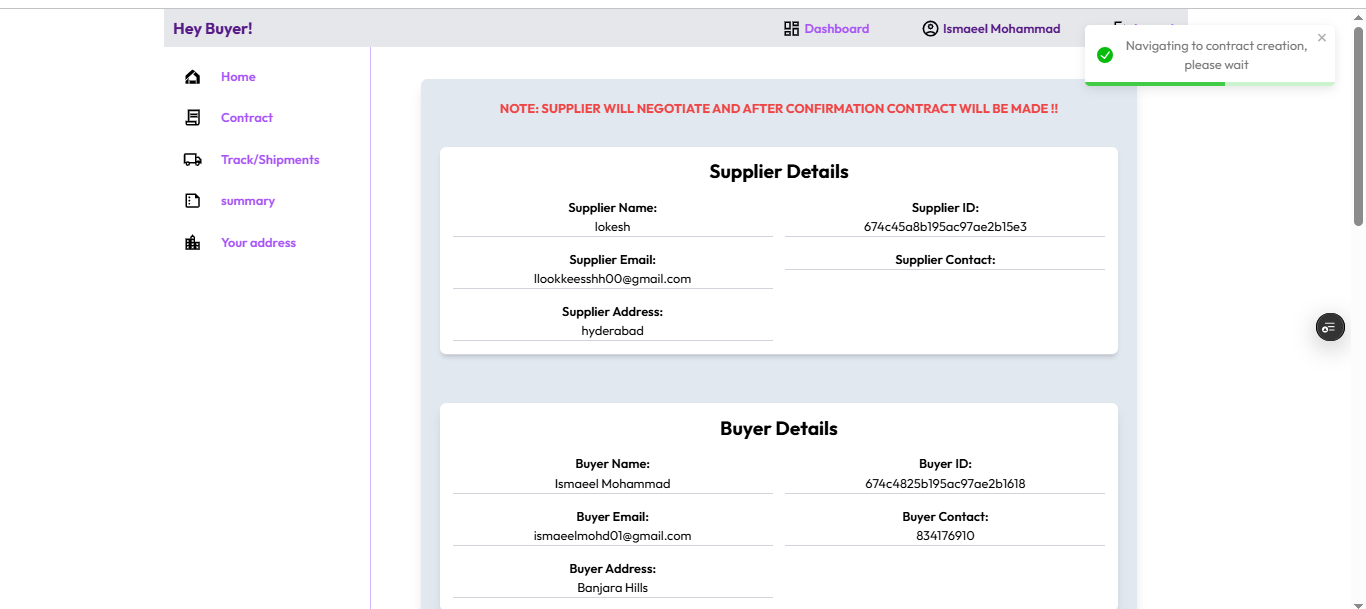 Hey Buyer!
Dashboard
Ismaeel Mohammad
Navigating to contract creation,
please wait
Home
Contract
Track/Shipments
summary
Your address
NOTE: SUPPLIER WILL NEGOTIATE AND AFTER CONFIRMATION CONTRACT WILL BE MADE !!
Supplier Details
Supplier Name:
lokesh
Supplier ID:
674c45a8b195ac97ae2b15e3
Supplier Email:
llookkeesshh00@gmail.com
Supplier Contact:
Supplier Address:
hyderabad
Buyer Details
Buyer Name:
Ismaeel Mohammad
Buyer ID:
674c4825b195ac97ae2b1618
Buyer Email:
ismaeelmohd01@gmail.com
Buyer Contact:
834176910
Buyer Address:
Banjara Hills